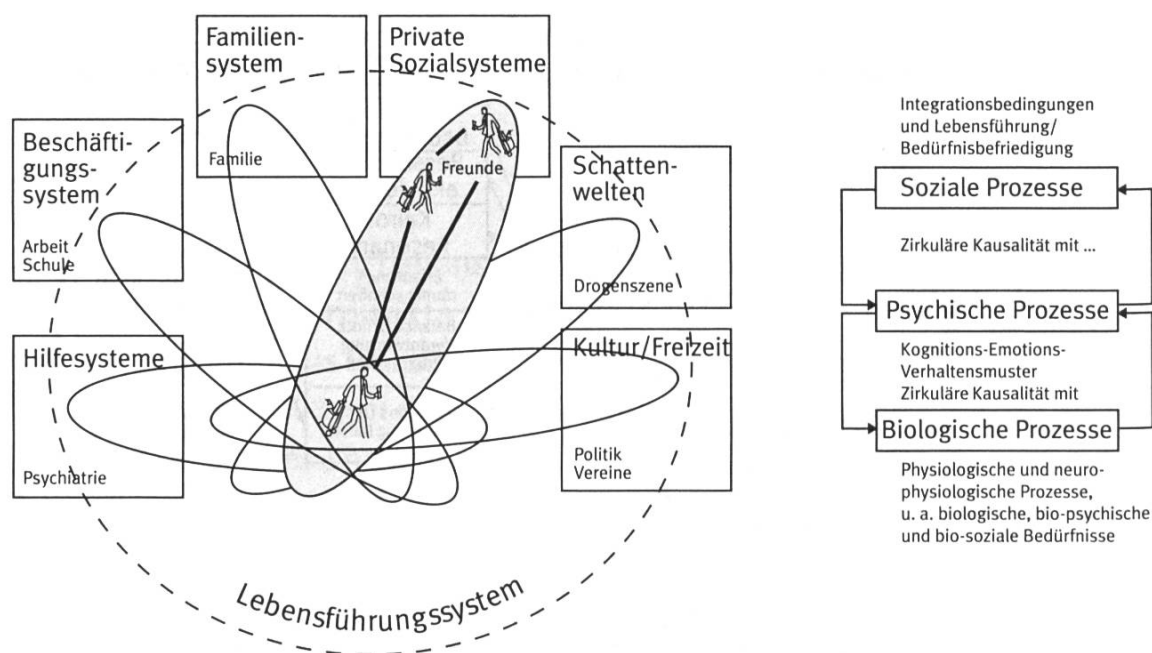 Familien-
system
Familie
Private
Sozialsysteme
Freunde
Beschäfti-
gungs-
system
Arbeit
Schule
Schatten-
welten
Drogenszene
Hilfesysteme
Psychiatrie
Kultur/Freizeit
Politik
Vereine
Lebensführungssystem
Integrationsbedingungen
und Lebensführung/
Bedürfnisbefriedigung
Soziale Prozesse
Zirkuläre Kausalität mit ...
Psychische Prozesse
Kognitions-Emotions-
Verhaltensmuster
Zirkuläre Kausalität mit
Biologische Prozesse
Physiologische und neuro-
physiologische Prozesse,
u. a. biologische, bio-psychische
und bio-soziale Bedürfnisse